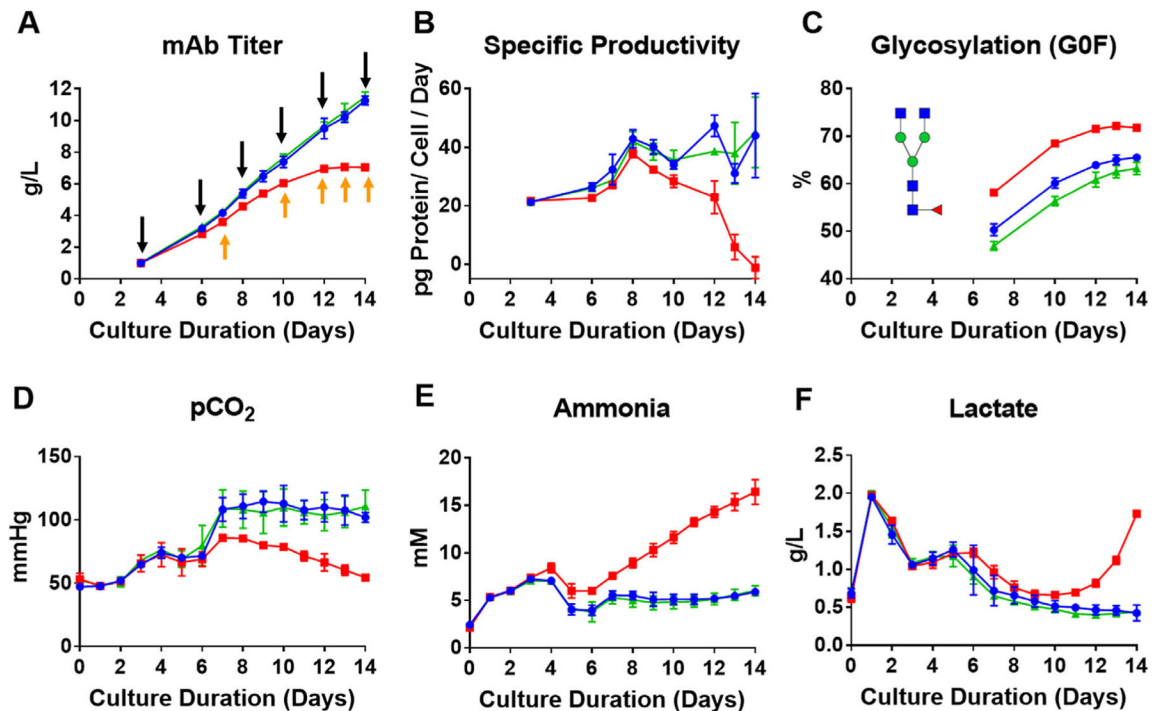 A
mAb Titer
g/L
12
10
8
6
4
2
0
0 2 4 6 8 10 12 14
Culture Duration (Days)
B
Specific Productivity
pg Protein/ Cell / Day
60
40
20
0
0 2 4 6 8 10 12 14
Culture Duration (Days)
C
Glycosylation (G0F)
%
80
70
60
50
40
0 2 4 6 8 10 12 14
Culture Duration (Days)
D
pCO₂
mmHg
150
100
50
0
0 2 4 6 8 10 12 14
Culture Duration (Days)
E
Ammonia
mM
20
15
10
5
0
0 2 4 6 8 10 12 14
Culture Duration (Days)
F
Lactate
g/L
2.5
2.0
1.5
1.0
0.5
0.0
0 2 4 6 8 10 12 14
Culture Duration (Days)